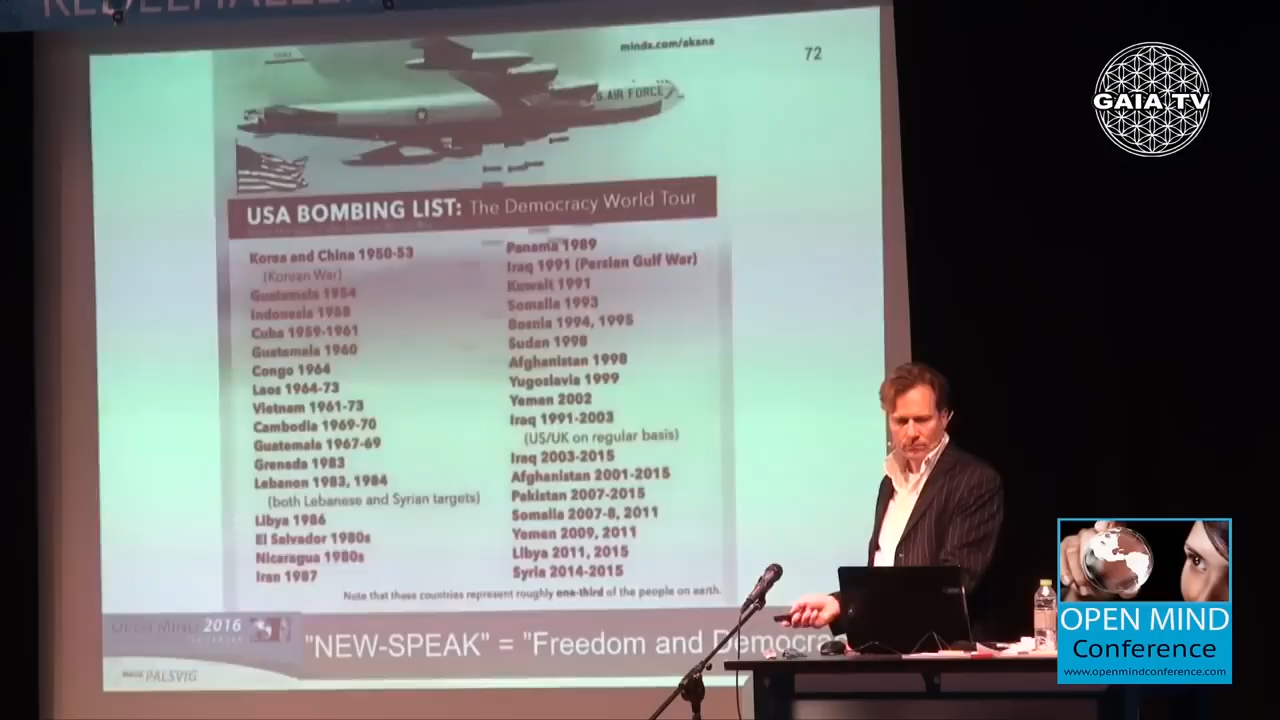 mindx.com/akana
72
GAIA.TV
U.S. AIR FORCE
USA BOMBING LIST: The Democracy World Tour
Korea and China 1950-53
(Korean War)
Guatemala 1954
Indonesia 1958
Cuba 1959-1961
Guatemala 1960
Congo 1964
Laos 1964-73
Vietnam 1961-73
Cambodia 1969-70
Guatemala 1967-69
Grenada 1983
Lebanon 1983, 1984
(both Lebanese and Syrian targets)
Libya 1986
El Salvador 1980s
Nicaragua 1980s
Iran 1987
Panama 1989
Iraq 1991 (Persian Gulf War)
Kuwait 1991
Somalia 1993
Bosnia 1994, 1995
Sudan 1998
Afghanistan 1998
Yugoslavia 1999
Yemen 2002
Iraq 1991-2003
(US/UK on regular basis)
Iraq 2003-2015
Afghanistan 2001-2015
Pakistan 2007-2015
Somalia 2007-8, 2011
Yemen 2009, 2011
Libya 2011, 2015
Syria 2014-2015
Note that these countries represent roughly one-third of the people on earth.
OPEN MIND 2016
"NEW-SPEAK" = "Freedom and Democra
PALSVIG
OPEN MIND
Conference
www.openmindconference.com